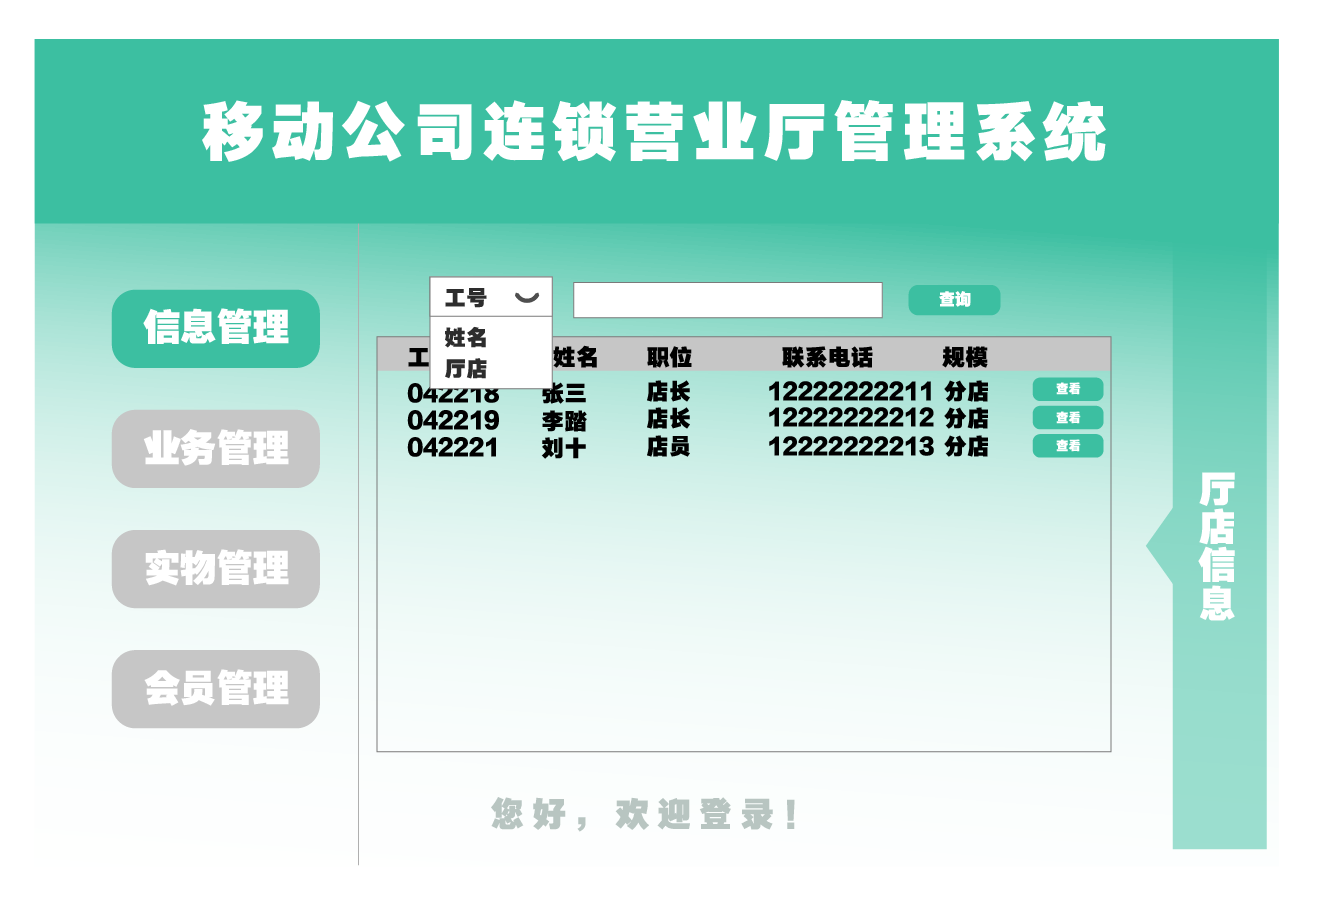 移动公司连锁营业厅管理系统
信息管理
业务管理
实物管理
会员管理
工号
姓名
厅店
查询
工 姓名 职位 联系电话 规模
042218 张三 店长 12222222211 分店 查看
042219 李踏 店长 12222222212 分店 查看
042221 刘十 店员 12222222213 分店 查看
厅店信息
您好，欢迎登录！